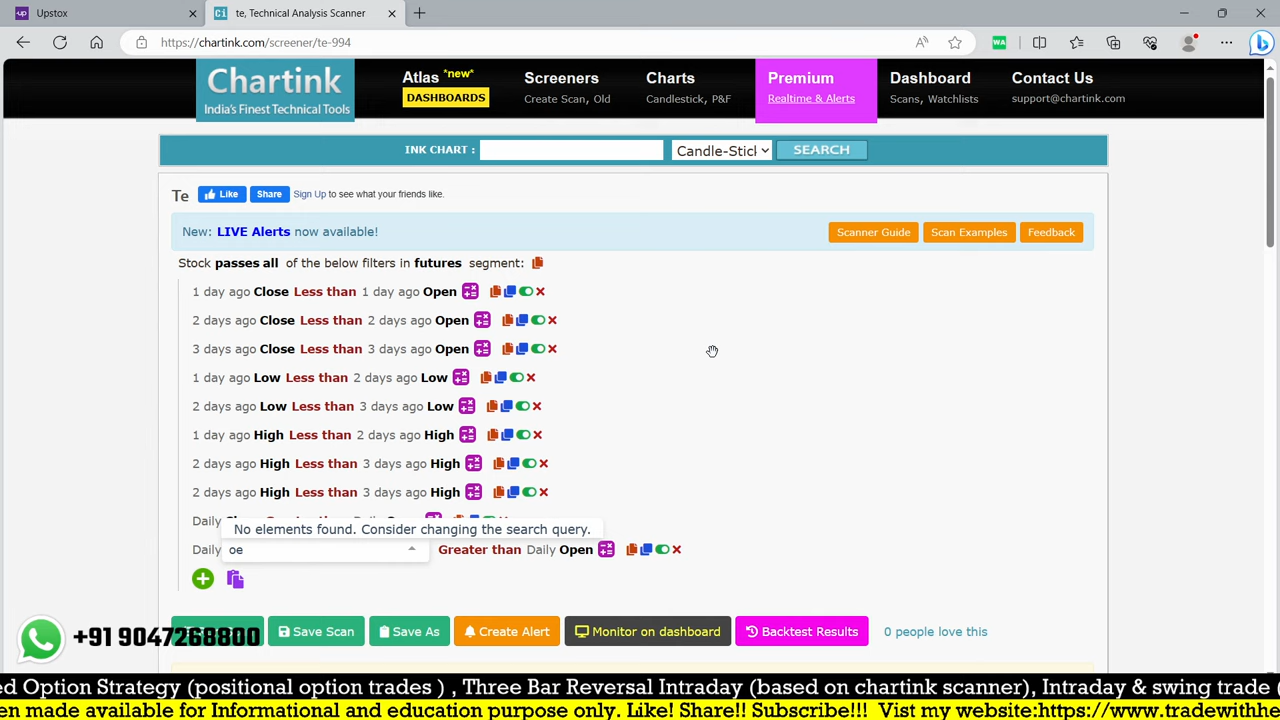 Upstox
te, Technical Analysis Scanner
https://chartink.com/screener/te-994
Chartink
India's Finest Technical Tools
Atlas *new*
DASHBOARDS
Screeners
Create Scan, Old
Charts
Candlestick, P&F
Premium
Realtime & Alerts
Dashboard
Scans, Watchlists
Contact Us
support@chartink.com
INK CHART :
Candle-Stick
SEARCH
Te
Like
Share
Sign Up to see what your friends like.
New: LIVE Alerts now available!
Scanner Guide
Scan Examples
Feedback
Stock passes all of the below filters in futures segment:
1 day ago Close Less than 1 day ago Open
2 days ago Close Less than 2 days ago Open
3 days ago Close Less than 3 days ago Open
1 day ago Low Less than 2 days ago Low
2 days ago Low Less than 3 days ago Low
1 day ago High Less than 2 days ago High
2 days ago High Less than 3 days ago High
2 days ago High Less than 3 days ago High
Daily
No elements found. Consider changing the search query.
Daily oe Greater than Daily Open
Save Scan
Save As
Create Alert
Monitor on dashboard
Backtest Results
0 people love this
+91 9047268800
ed Option Strategy (positional option trades ) , Three Bar Reversal Intraday (based on chartink scanner), Intraday & swing trade (
en made available for Informational and education purpose only. Like! Share!! Subscribe!!! Vist my website:https://www.tradewithhe